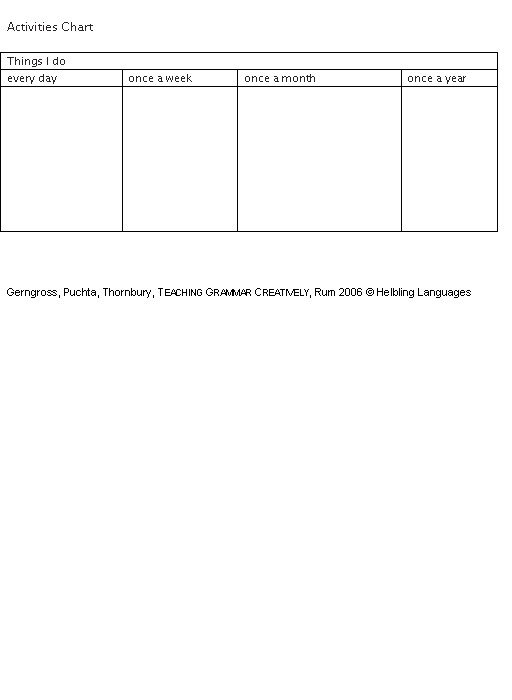 Activities Chart
Things I do
every day once a week once a month once a year
Gerngross, Puchta, Thornbury, TEACHING GRAMMAR CREATIVELY, Rum 2006 © Helbling Languages